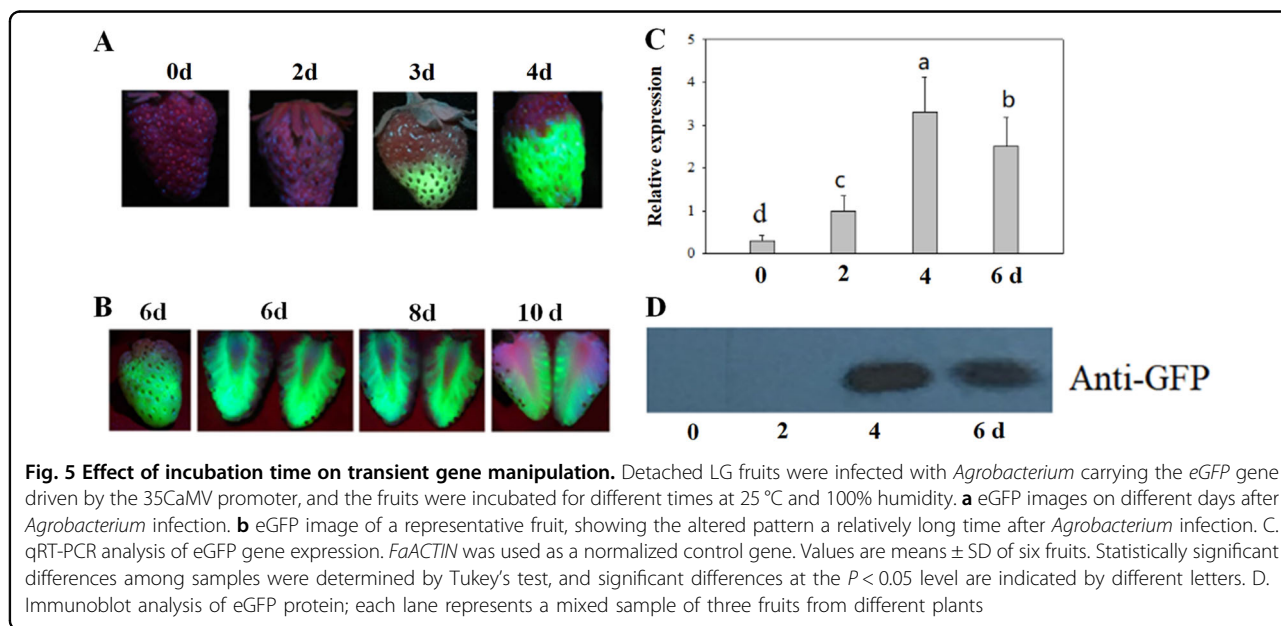 A
0d 2d 3d 4d
B
6d 6d 8d 10 d
C
Relative expression
5
4
3
2
1
0
d c a b
0 2 4 6 d
D
Anti-GFP
0 2 4 6 d
Fig. 5 Effect of incubation time on transient gene manipulation. Detached LG fruits were infected with Agrobacterium carrying the eGFP gene
driven by the 35CaMV promoter, and the fruits were incubated for different times at 25 °C and 100% humidity. a eGFP images on different days after
Agrobacterium infection. b eGFP image of a representative fruit, showing the altered pattern a relatively long time after Agrobacterium infection. C.
qRT-PCR analysis of eGFP gene expression. FaACTIN was used as a normalized control gene. Values are means ± SD of six fruits. Statistically significant
differences among samples were determined by Tukey's test, and significant differences at the P < 0.05 level are indicated by different letters. D.
Immunoblot analysis of eGFP protein; each lane represents a mixed sample of three fruits from different plants